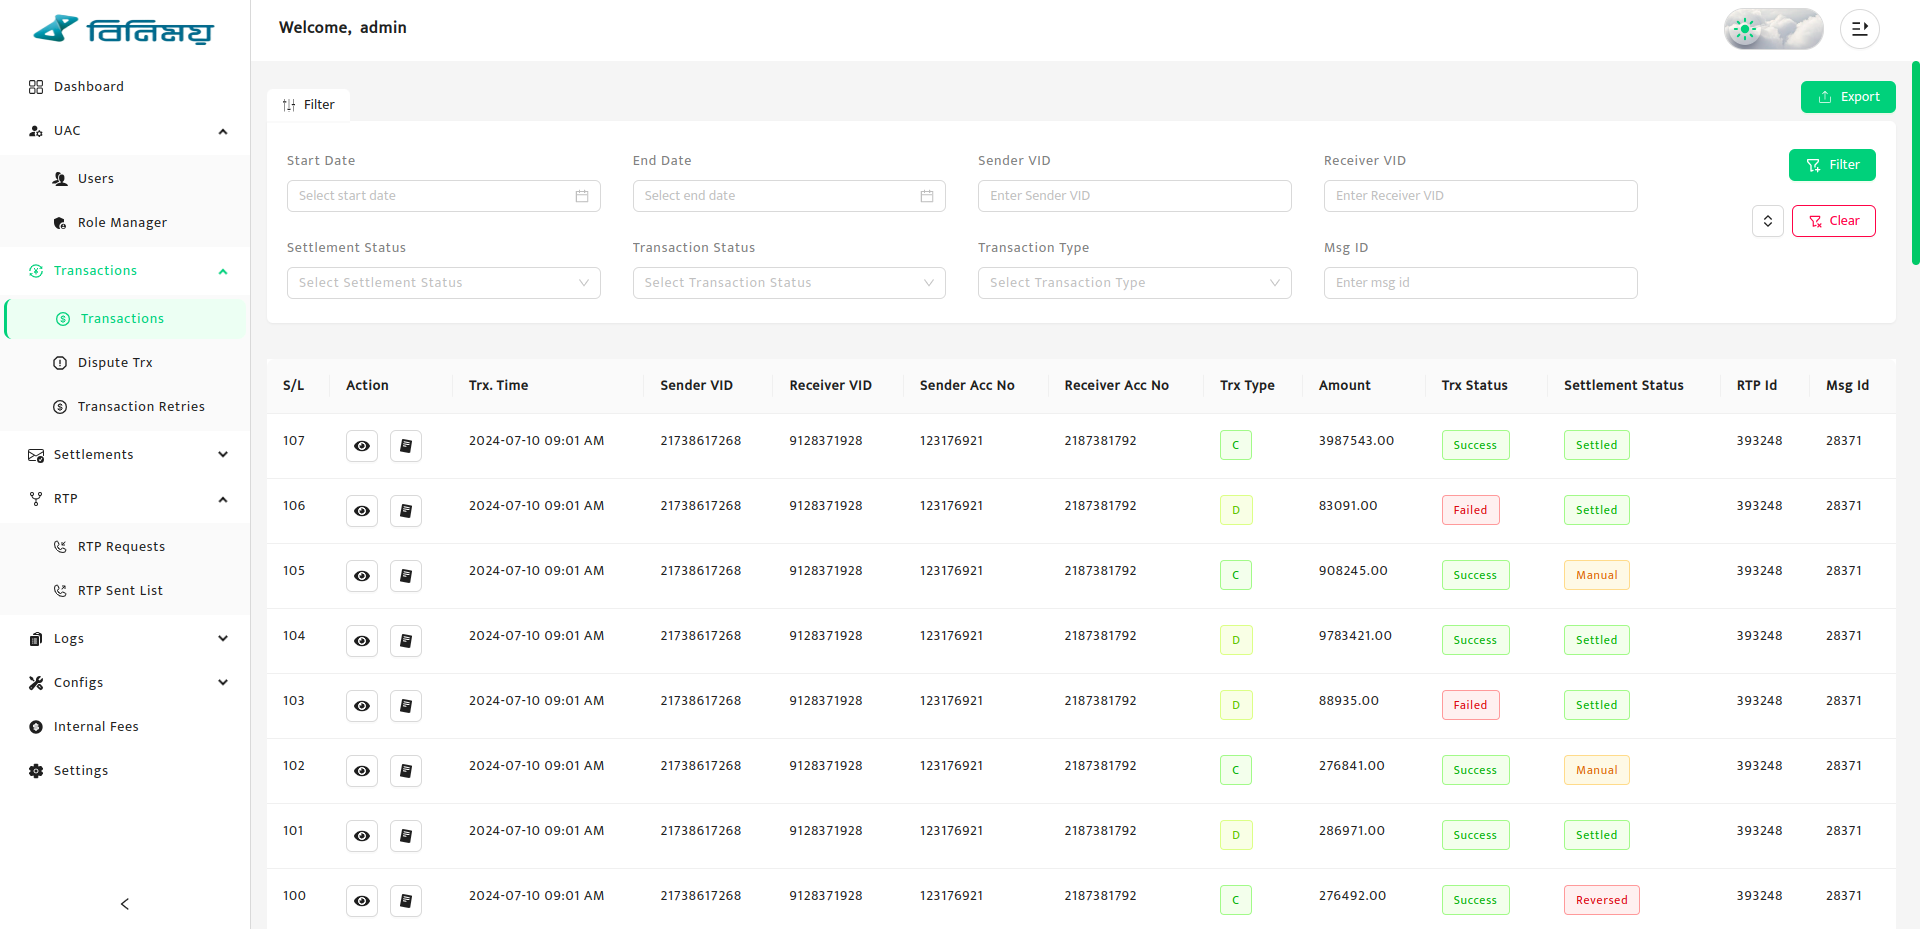 বিনিময়
Welcome, admin
Dashboard
UAC
Users
Role Manager
Transactions
Transactions
Dispute Trx
Transaction Retries
Settlements
RTP
RTP Requests
RTP Sent List
Logs
Configs
Internal Fees
Settings
Filter
Export
Start Date End Date Sender VID Receiver VID
Select start date Select end date Enter Sender VID Enter Receiver VID
Filter
Clear
Settlement Status Transaction Status Transaction Type Msg ID
Select Settlement Status Select Transaction Status Select Transaction Type Enter msg id
S/L Action Trx. Time Sender VID Receiver VID Sender Acc No Receiver Acc No Trx Type Amount Trx Status Settlement Status RTP Id Msg Id
107 2024-07-10 09:01 AM 21738617268 9128371928 123176921 2187381792 C 3987543.00 Success Settled 393248 28371
106 2024-07-10 09:01 AM 21738617268 9128371928 123176921 2187381792 D 83091.00 Failed Settled 393248 28371
105 2024-07-10 09:01 AM 21738617268 9128371928 123176921 2187381792 C 908245.00 Success Manual 393248 28371
104 2024-07-10 09:01 AM 21738617268 9128371928 123176921 2187381792 D 9783421.00 Success Settled 393248 28371
103 2024-07-10 09:01 AM 21738617268 9128371928 123176921 2187381792 D 88935.00 Failed Settled 393248 28371
102 2024-07-10 09:01 AM 21738617268 9128371928 123176921 2187381792 C 276841.00 Success Manual 393248 28371
101 2024-07-10 09:01 AM 21738617268 9128371928 123176921 2187381792 D 286971.00 Success Settled 393248 28371
100 2024-07-10 09:01 AM 21738617268 9128371928 123176921 2187381792 C 276492.00 Success Reversed 393248 28371